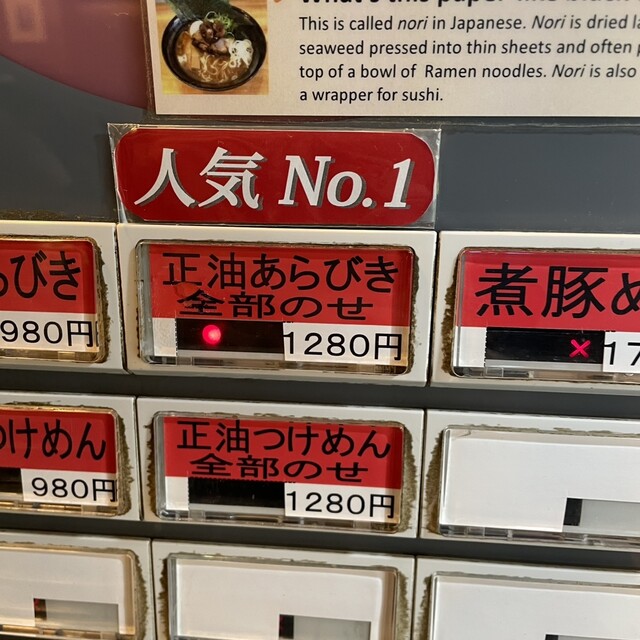 This is called nori in Japanese. Nori is dried
seaweed pressed into thin sheets and often
top of a bowl of Ramen noodles. Nori is also
a wrapper for sushi.
人気 No.1
らびき
980円
正油あらびき
全部のせ
1280円
煮豚
×
17
つけめん
980円
正油つけめん
全部のせ
1280円